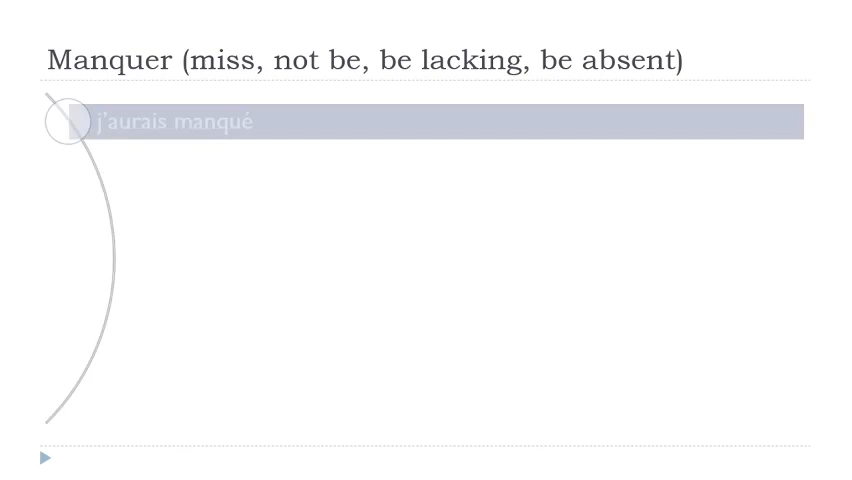 Manquer (miss, not be, be lacking, be absent)
j'aurais manqué